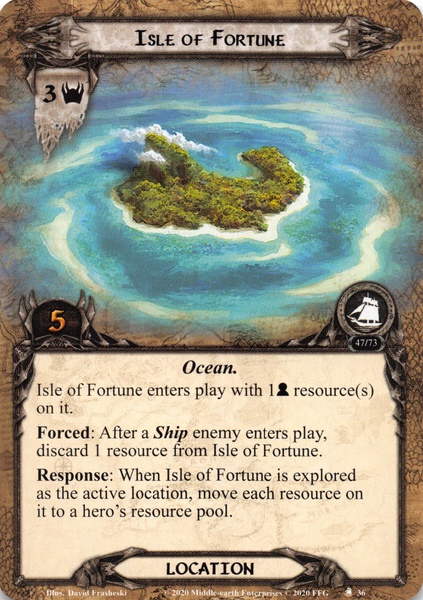 Isle of Fortune
3
5
47/73
Ocean.
Isle of Fortune enters play with 1 resource(s)
on it.
Forced: After a Ship enemy enters play,
discard 1 resource from Isle of Fortune.
Response: When Isle of Fortune is explored
as the active location, move each resource on
it to a hero's resource pool.
LOCATION
Illus. David Frasheski © 2020 Middle-earth Enterprises © 2020 FFG 36